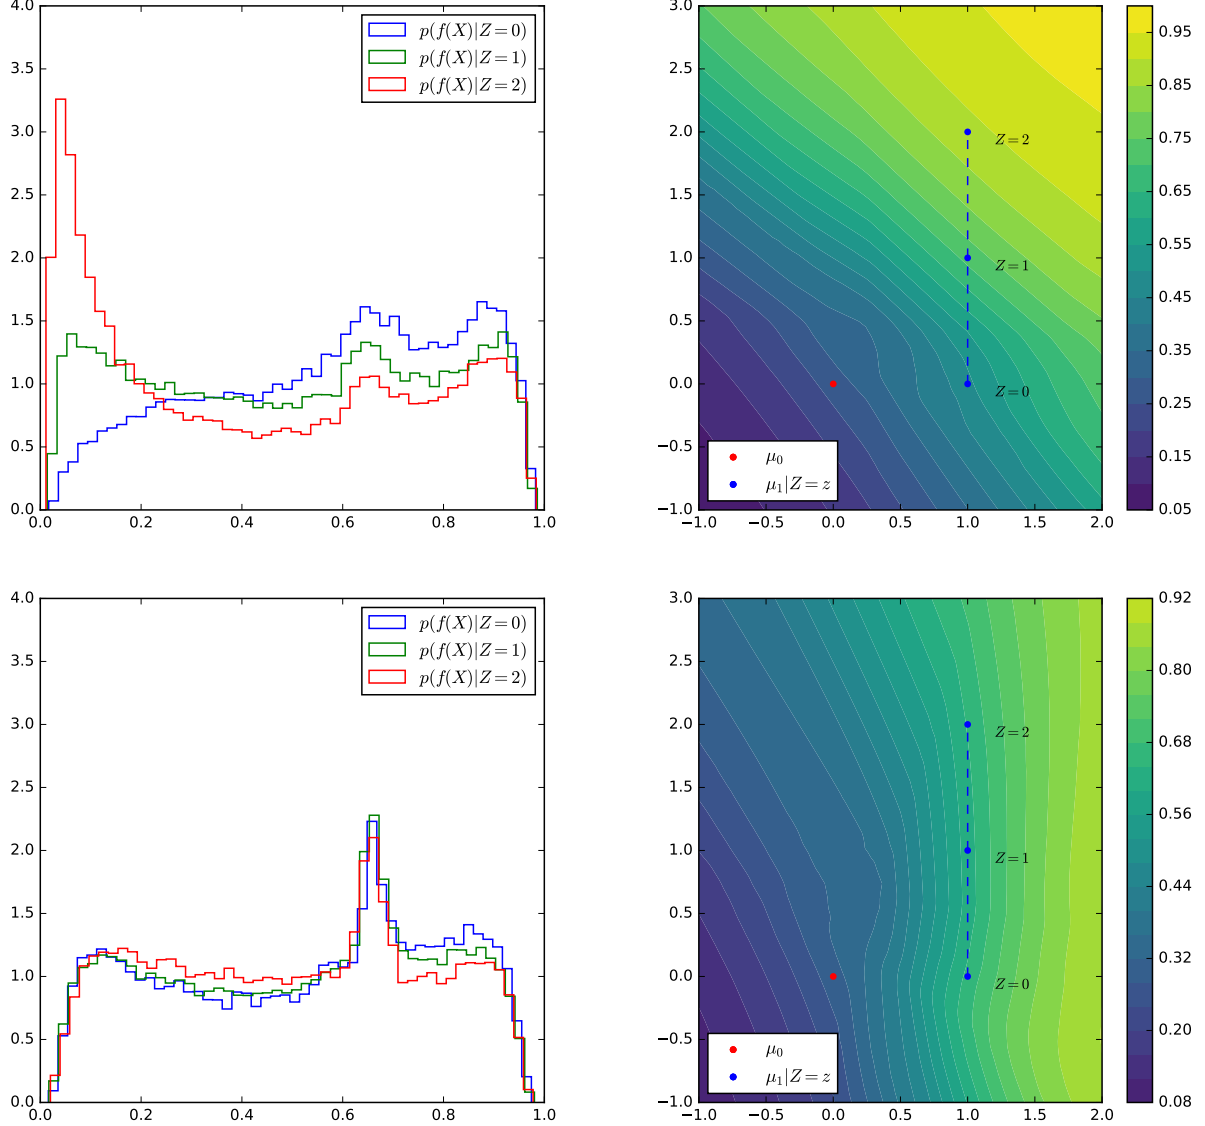 4.0
3.5
3.0
2.5
2.0
1.5
1.0
0.5
0.0
0.0 0.2 0.4 0.6 0.8 1.0
p(f(X)|Z=0)
p(f(X)|Z=1)
p(f(X)|Z=2)
3.0
2.5
2.0
1.5
1.0
0.5
0.0
−0.5
−1.0
−1.0 −0.5 0.0 0.5 1.0 1.5 2.0
Z=2
Z=1
Z=0
μ0
μ1|Z=z
0.95
0.85
0.75
0.65
0.55
0.45
0.35
0.25
0.15
0.05
4.0
3.5
3.0
2.5
2.0
1.5
1.0
0.5
0.0
0.0 0.2 0.4 0.6 0.8 1.0
p(f(X)|Z=0)
p(f(X)|Z=1)
p(f(X)|Z=2)
3.0
2.5
2.0
1.5
1.0
0.5
0.0
−0.5
−1.0
−1.0 −0.5 0.0 0.5 1.0 1.5 2.0
Z=2
Z=1
Z=0
μ0
μ1|Z=z
0.92
0.80
0.68
0.56
0.44
0.32
0.20
0.08